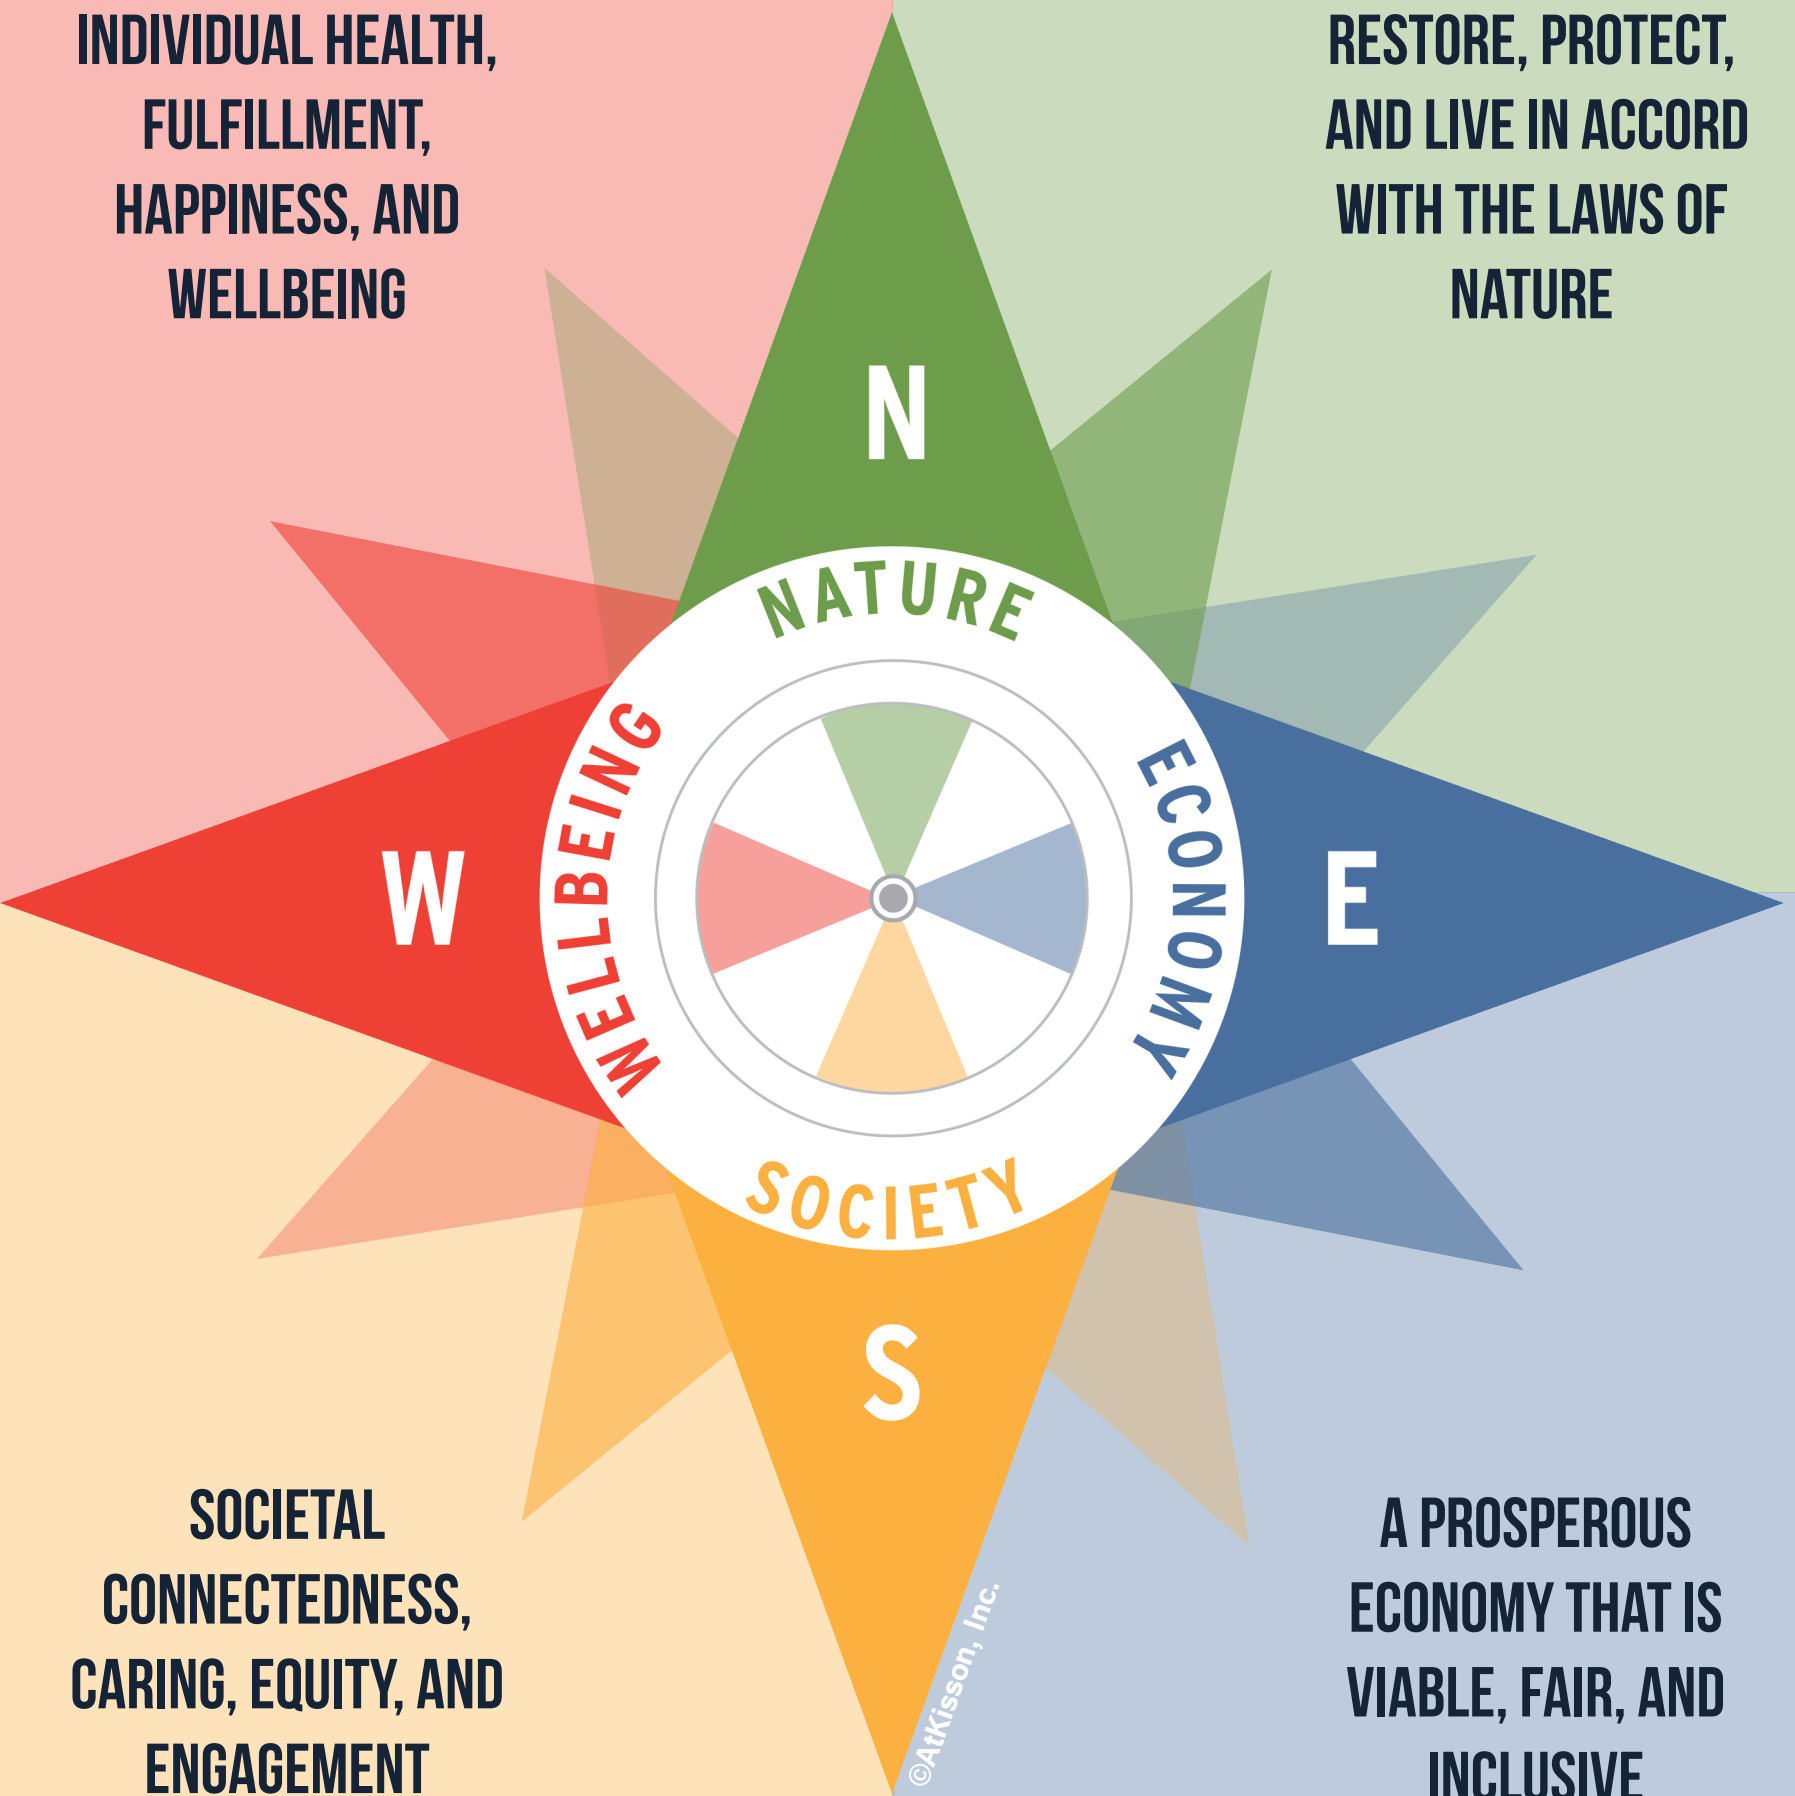 INDIVIDUAL HEALTH,
FULFILLMENT,
HAPPINESS, AND
WELLBEING
RESTORE, PROTECT,
AND LIVE IN ACCORD
WITH THE LAWS OF
NATURE
N
NATURE
W
WELLBEING
ECONOMY
E
SOCIETY
S
SOCIETAL
CONNECTEDNESS,
CARING, EQUITY, AND
ENGAGEMENT
A PROSPEROUS
ECONOMY THAT IS
VIABLE, FAIR, AND
INCLUSIVE
©AtKisson, Inc.